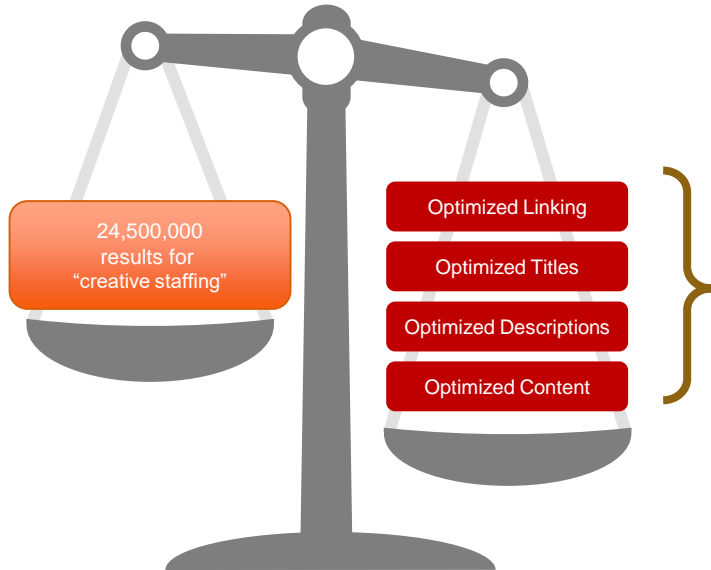 24,500,000
results for
“creative staffing”
Optimized Linking
Optimized Titles
Optimized Descriptions
Optimized Content